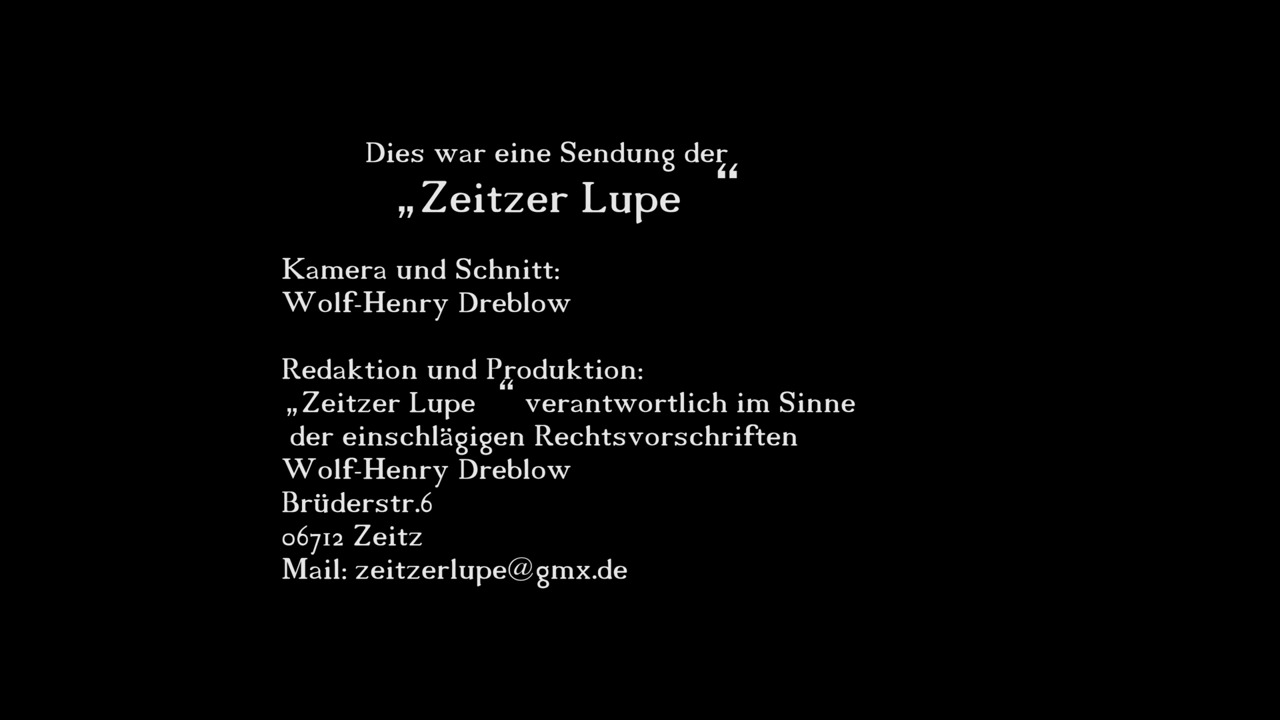 Dies war eine Sendung der
„Zeitzer Lupe “
Kamera und Schnitt:
Wolf-Henry Dreblow
Redaktion und Produktion:
„Zeitzer Lupe “ verantwortlich im Sinne
der einschlägigen Rechtsvorschriften
Wolf-Henry Dreblow
Brüderstr.6
06712 Zeitz
Mail: zeitzerlupe@gmx.de